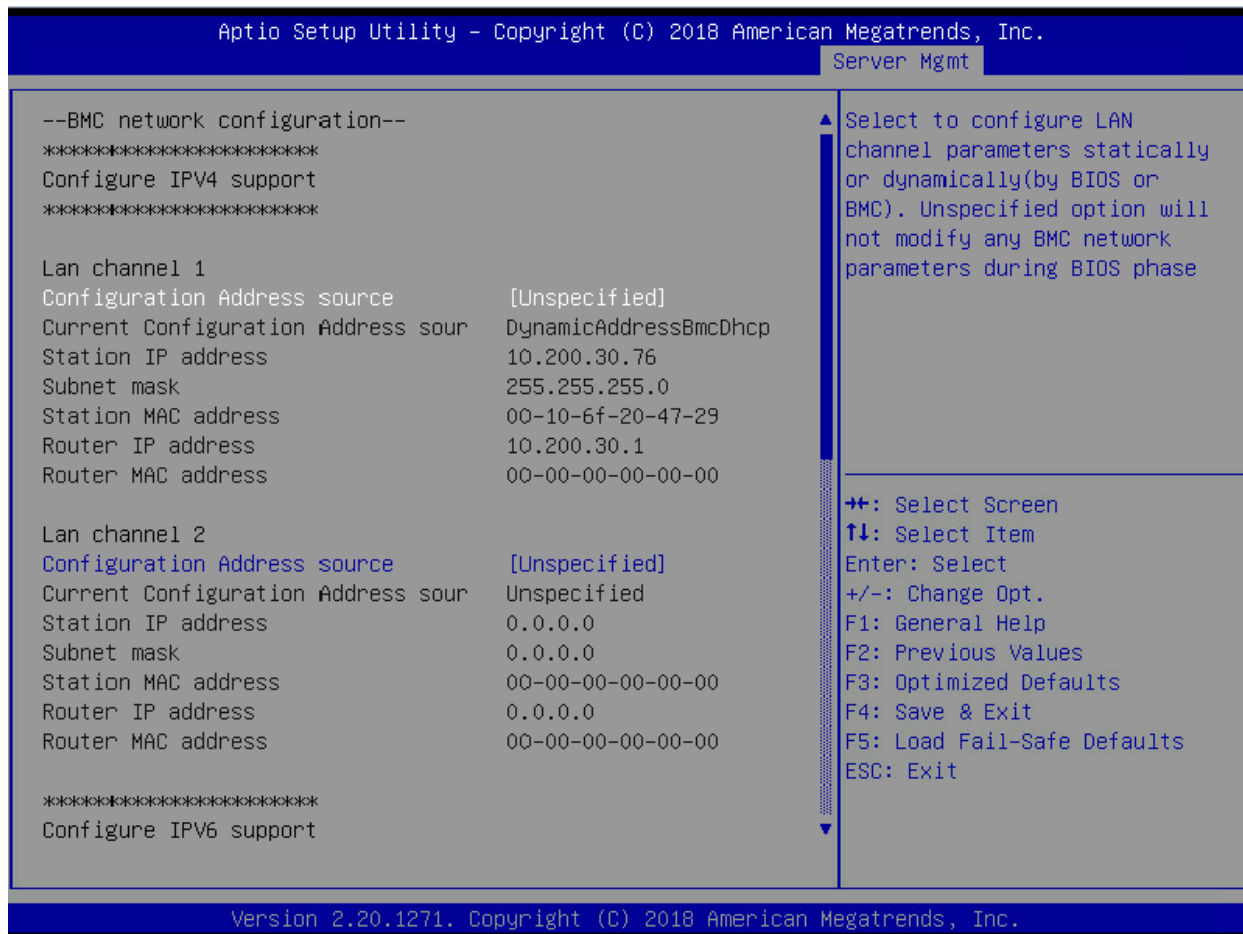 Aptio Setup Utility – Copyright (C) 2018 American Megatrends, Inc.
Server Mgmt
--BMC network configuration--
**********************
Configure IPV4 support
**********************
Lan channel 1
Configuration Address source [Unspecified]
Current Configuration Address sour DynamicAddressBmcDhcp
Station IP address 10.200.30.76
Subnet mask 255.255.255.0
Station MAC address 00-10-6f-20-47-29
Router IP address 10.200.30.1
Router MAC address 00-00-00-00-00-00
Lan channel 2
Configuration Address source [Unspecified]
Current Configuration Address sour Unspecified
Station IP address 0.0.0.0
Subnet mask 0.0.0.0
Station MAC address 00-00-00-00-00-00
Router IP address 0.0.0.0
Router MAC address 00-00-00-00-00-00
**********************
Configure IPV6 support
Select to configure LAN
channel parameters statically
or dynamically(by BIOS or
BMC). Unspecified option will
not modify any BMC network
parameters during BIOS phase
→←: Select Screen
↑↓: Select Item
Enter: Select
+/-: Change Opt.
F1: General Help
F2: Previous Values
F3: Optimized Defaults
F4: Save & Exit
F5: Load Fail-Safe Defaults
ESC: Exit
Version 2.20.1271. Copyright (C) 2018 American Megatrends, Inc.